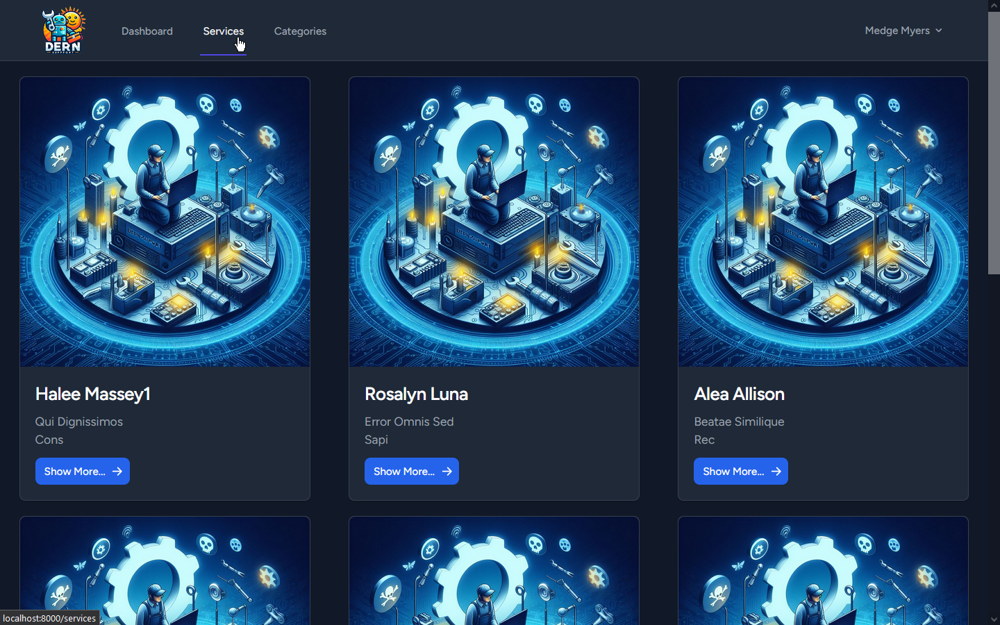 DERN
SUPPPORT
Dashboard
Services
Categories
Medge Myers
Halee Massey1
Qui Dignissimos
Cons
Show More...
Rosalyn Luna
Error Omnis Sed
Sapi
Show More...
Alea Allison
Beatae Similique
Rec
Show More...
localhost:8000/services